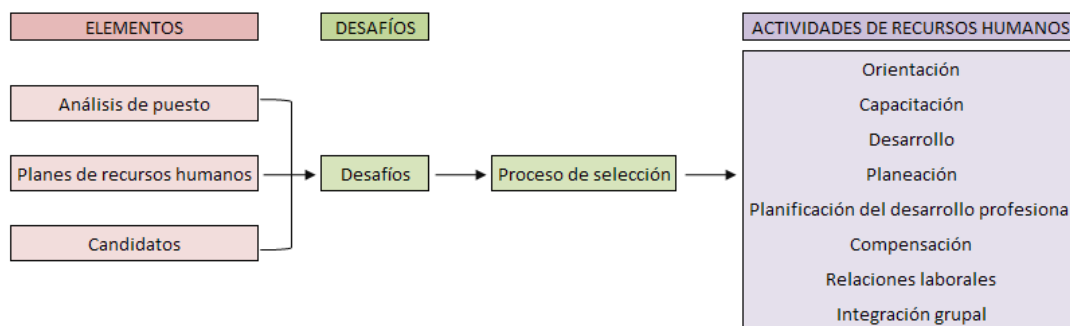 ELEMENTOS
DESAFÍOS
ACTIVIDADES DE RECURSOS HUMANOS
Análisis de puesto
Planes de recursos humanos
Candidatos
Desafíos
Proceso de selección
Orientación
Capacitación
Desarrollo
Planeación
Planificación del desarrollo profesiona
Compensación
Relaciones laborales
Integración grupal